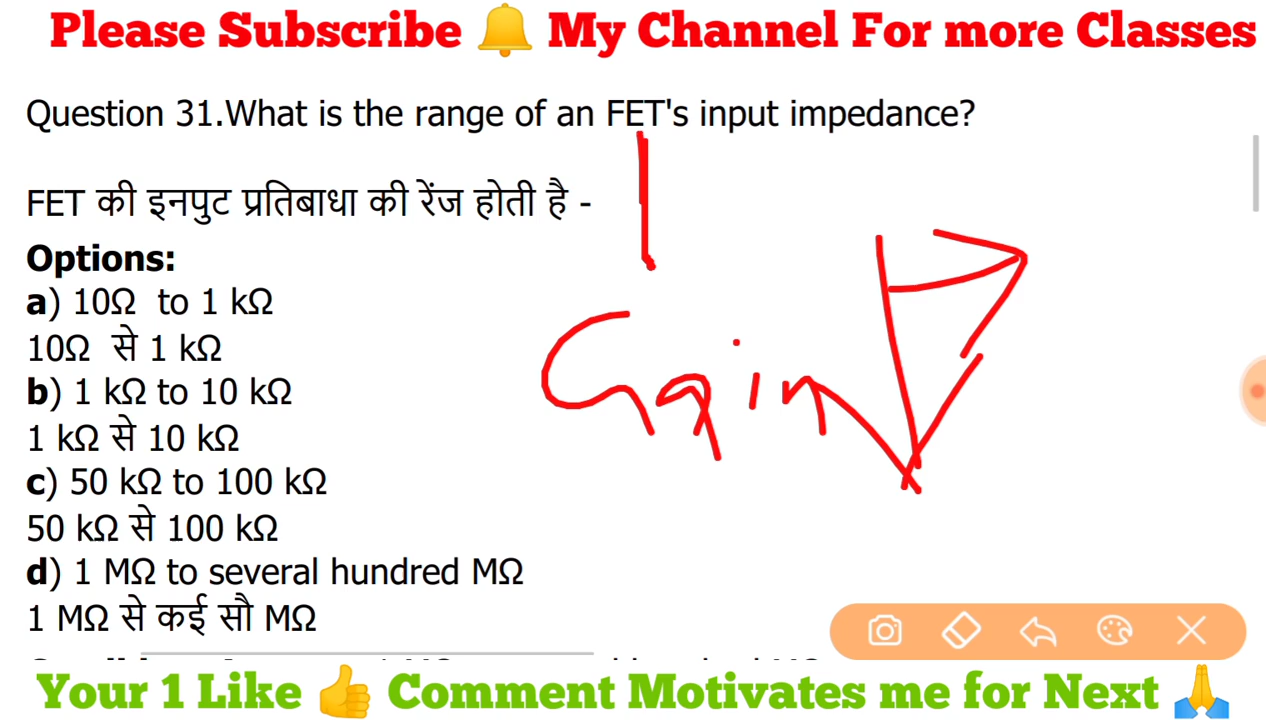 Please Subscribe 🔔 My Channel For more Classes
Question 31.What is the range of an FET's input impedance?
FET की इनपुट प्रतिबाधा की रेंज होती है -
Options:
a) 10Ω to 1 kΩ
10Ω से 1 kΩ
Gain
b) 1 kΩ to 10 kΩ
1 kΩ से 10 kΩ
c) 50 kΩ to 100 kΩ
50 kΩ से 100 kΩ
d) 1 MΩ to several hundred MΩ
1 MΩ से कई सौ MΩ
Your 1 Like 👍 Comment Motivates me for Next 🙏